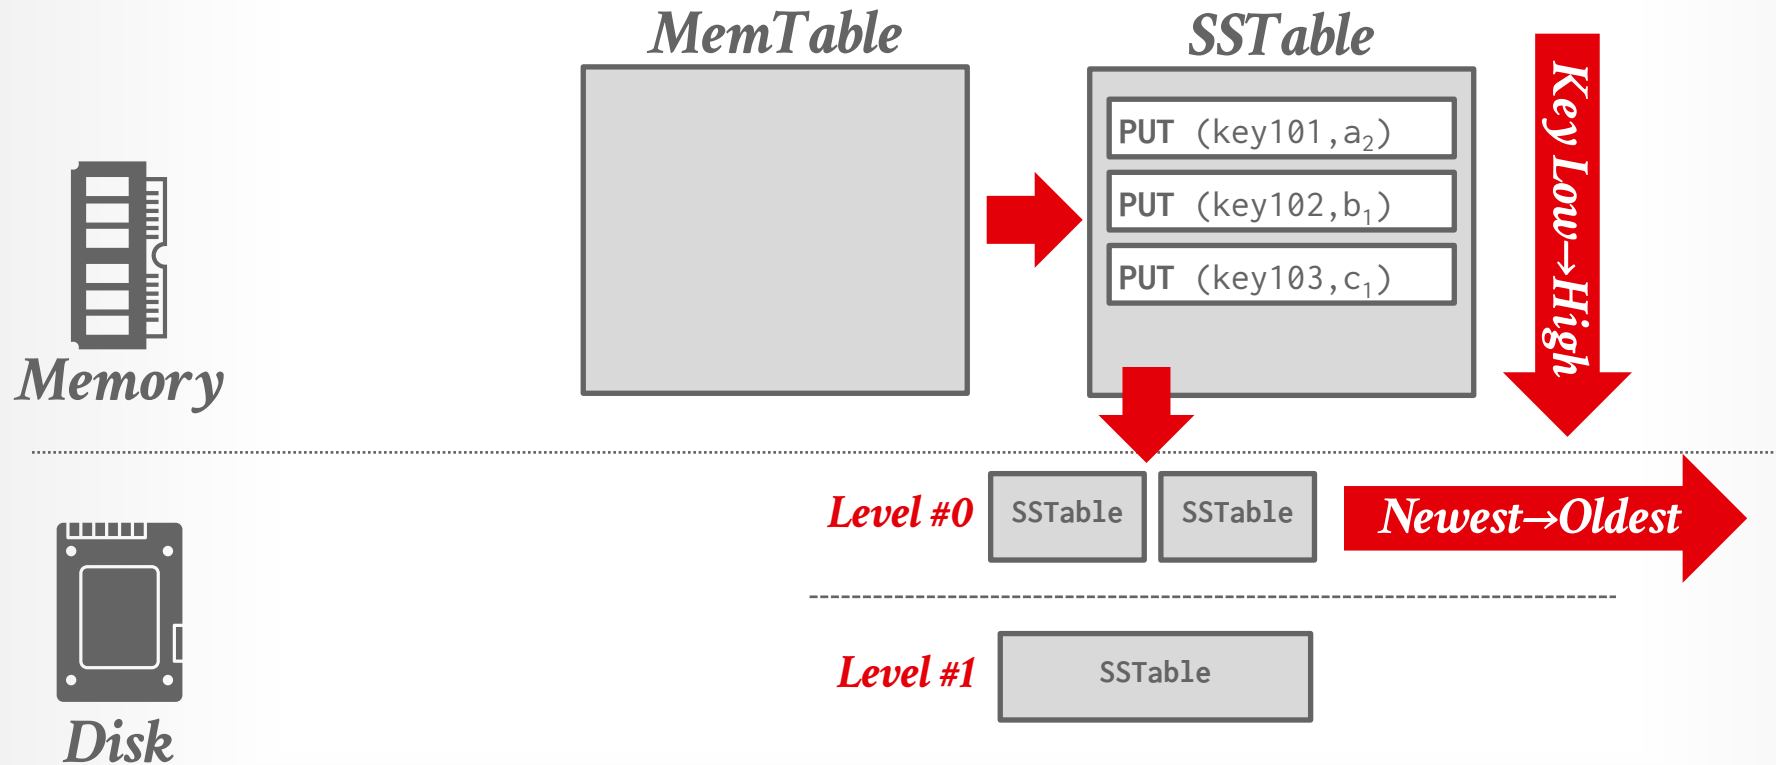 MemTable
SSTable
PUT (key101,a₂)
PUT (key102,b₁)
PUT (key103,c₁)
Key Low→High
Memory
Level #0
SSTable
SSTable
Newest→Oldest
Level #1
SSTable
Disk